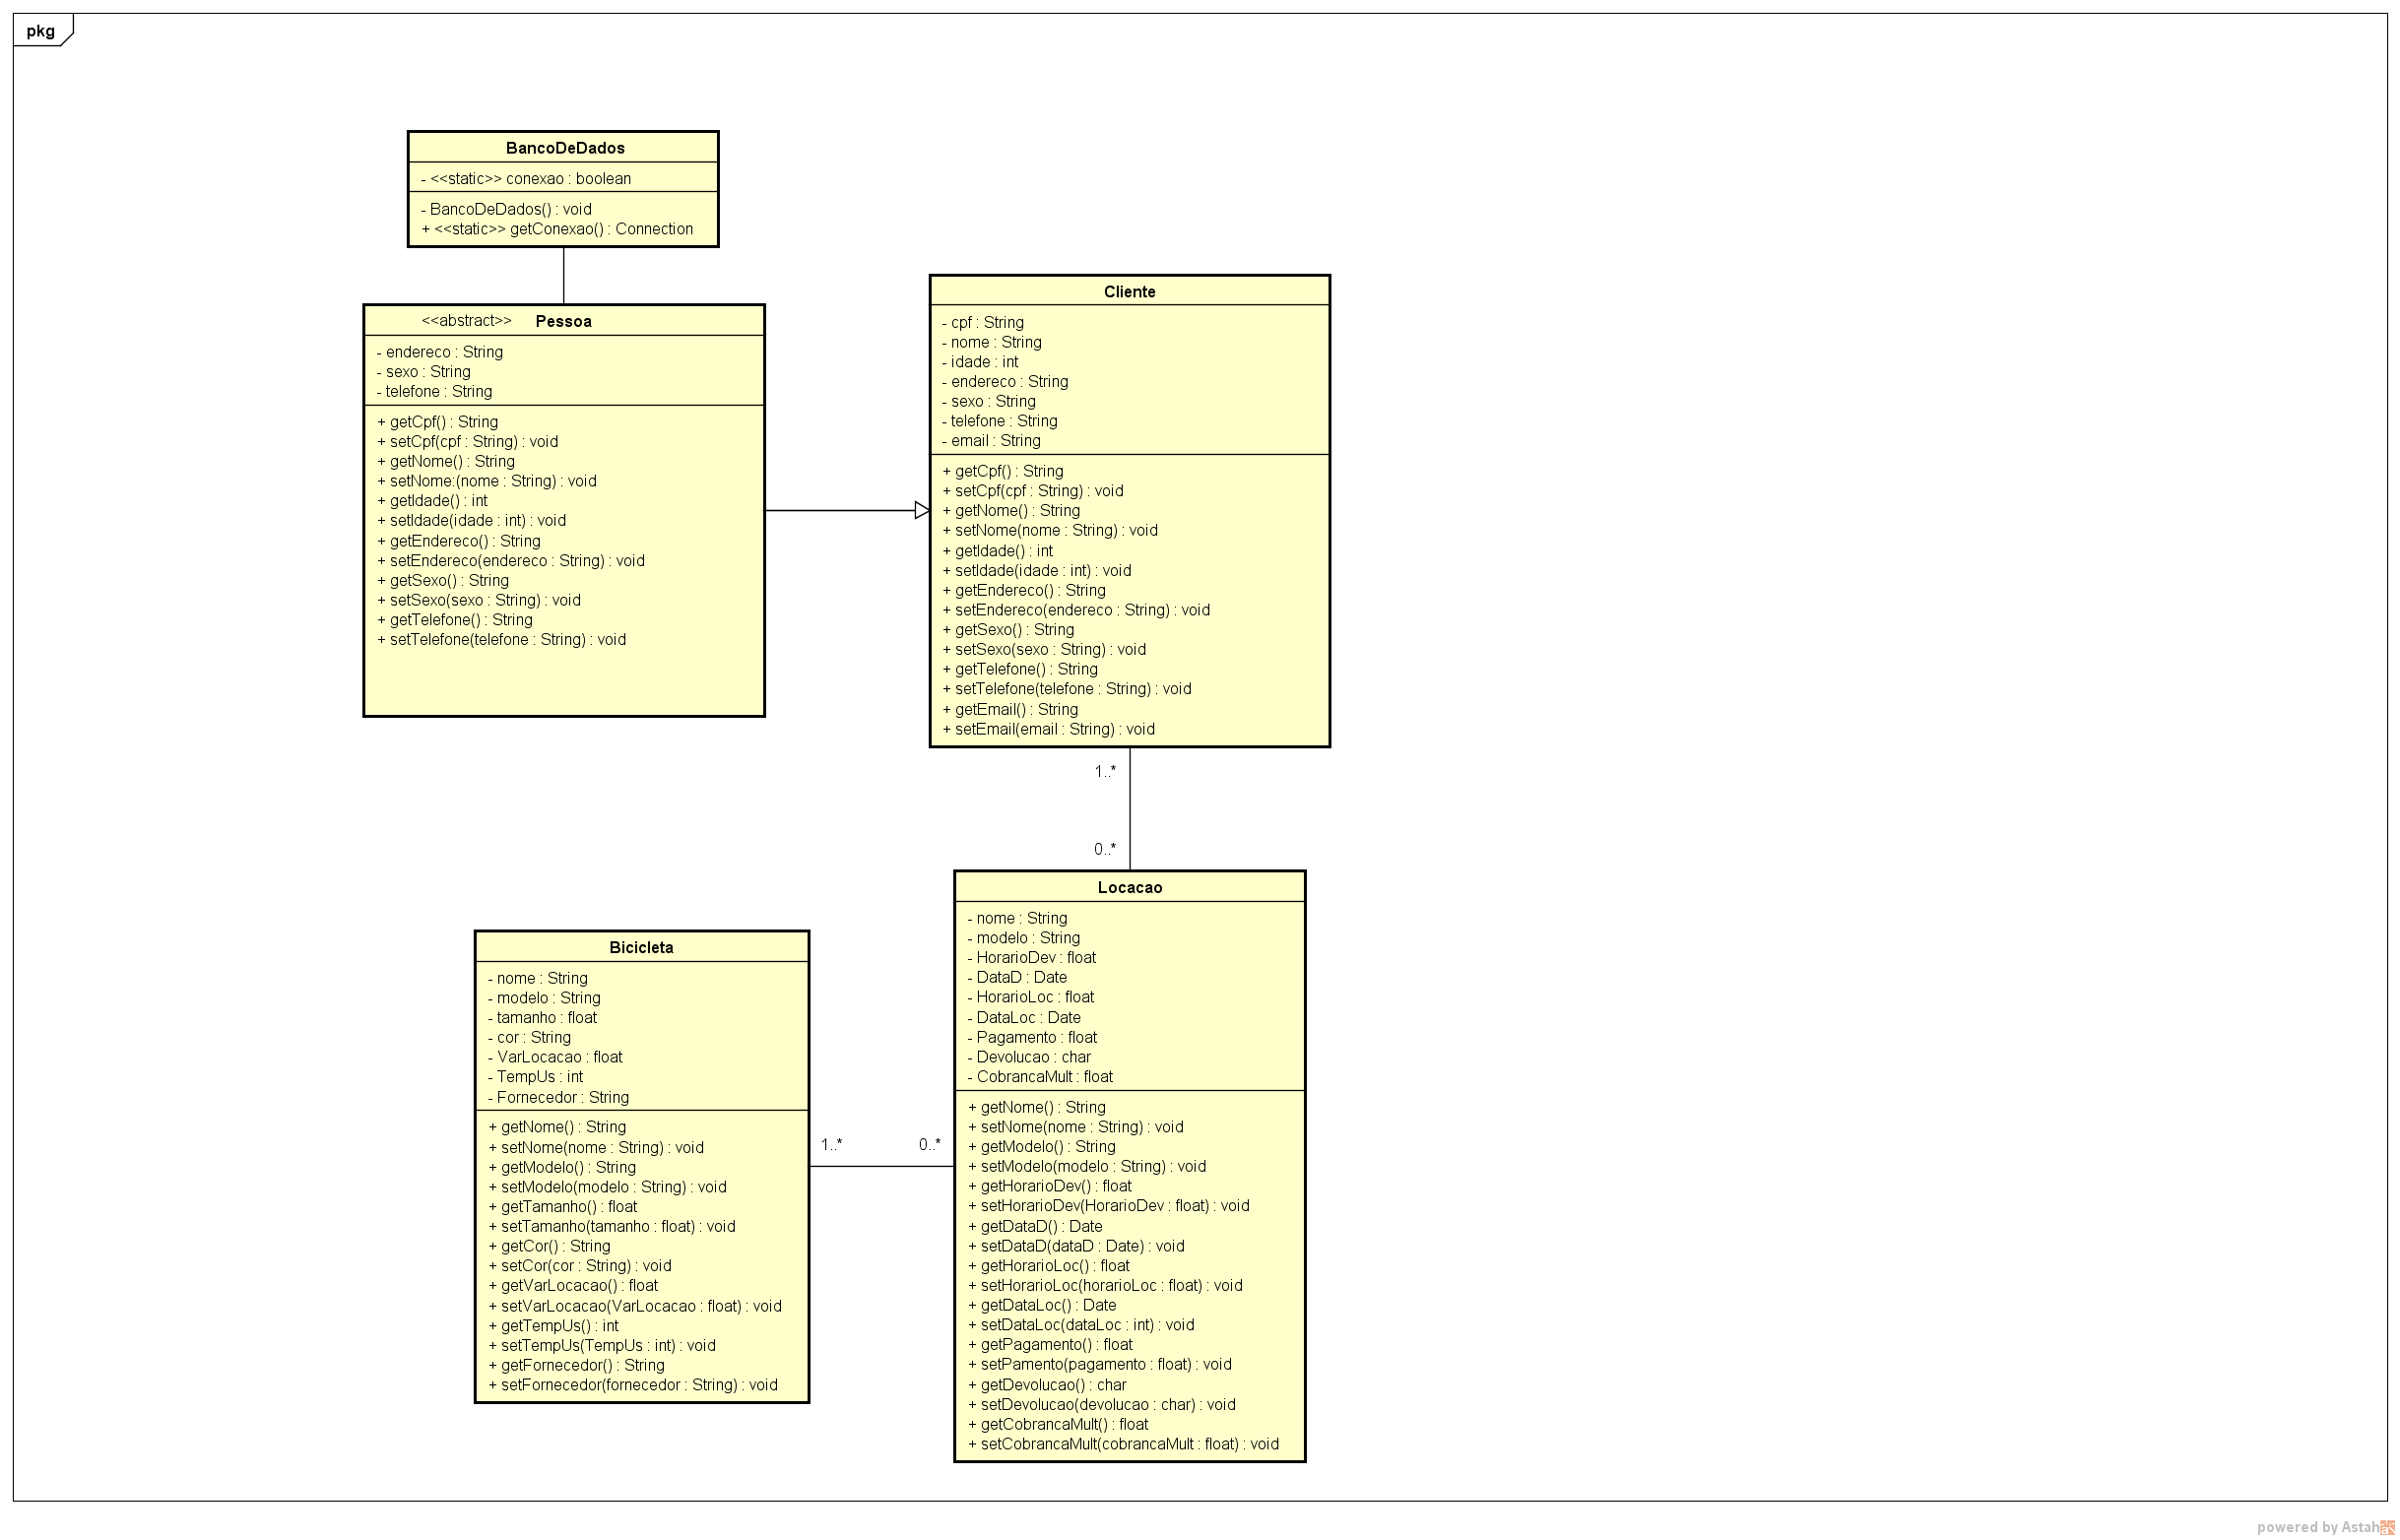 pkg
BancoDeDados
- <<static>> conexao : boolean
- BancoDeDados() : void
+ <<static>> getConexao() : Connection
<<abstract>> Pessoa
- endereco : String
- sexo : String
- telefone : String
+ getCpf() : String
+ setCpf(cpf : String) : void
+ getNome() : String
+ setNome:(nome : String) : void
+ getIdade() : int
+ setIdade(idade : int) : void
+ getEndereco() : String
+ setEndereco(endereco : String) : void
+ getSexo() : String
+ setSexo(sexo : String) : void
+ getTelefone() : String
+ setTelefone(telefone : String) : void
Cliente
- cpf : String
- nome : String
- idade : int
- endereco : String
- sexo : String
- telefone : String
- email : String
+ getCpf() : String
+ setCpf(cpf : String) : void
+ getNome() : String
+ setNome(nome : String) : void
+ getIdade() : int
+ setIdade(idade : int) : void
+ getEndereco() : String
+ setEndereco(endereco : String) : void
+ getSexo() : String
+ setSexo(sexo : String) : void
+ getTelefone() : String
+ setTelefone(telefone : String) : void
+ getEmail() : String
+ setEmail(email : String) : void
1..*
0..*
Bicicleta
- nome : String
- modelo : String
- tamanho : float
- cor : String
- VarLocacao : float
- TempUs : int
- Fornecedor : String
+ getNome() : String
+ setNome(nome : String) : void
+ getModelo() : String
+ setModelo(modelo : String) : void
+ getTamanho() : float
+ setTamanho(tamanho : float) : void
+ getCor() : String
+ setCor(cor : String) : void
+ getVarLocacao() : float
+ setVarLocacao(VarLocacao : float) : void
+ getTempUs() : int
+ setTempUs(TempUs : int) : void
+ getFornecedor() : String
+ setFornecedor(fornecedor : String) : void
1..*
0..*
Locacao
- nome : String
- modelo : String
- HorarioDev : float
- DataD : Date
- HorarioLoc : float
- DataLoc : Date
- Pagamento : float
- Devolucao : char
- CobrancaMult : float
+ getNome() : String
+ setNome(nome : String) : void
+ getModelo() : String
+ setModelo(modelo : String) : void
+ getHorarioDev() : float
+ setHorarioDev(HorarioDev : float) : void
+ getDataD() : Date
+ setDataD(dataD : Date) : void
+ getHorarioLoc() : float
+ setHorarioLoc(horarioLoc : float) : void
+ getDataLoc() : Date
+ setDataLoc(dataLoc : int) : void
+ getPagamento() : float
+ setPamento(pagamento : float) : void
+ getDevolucao() : char
+ setDevolucao(devolucao : char) : void
+ getCobrancaMult() : float
+ setCobrancaMult(cobrancaMult : float) : void
powered by Astah